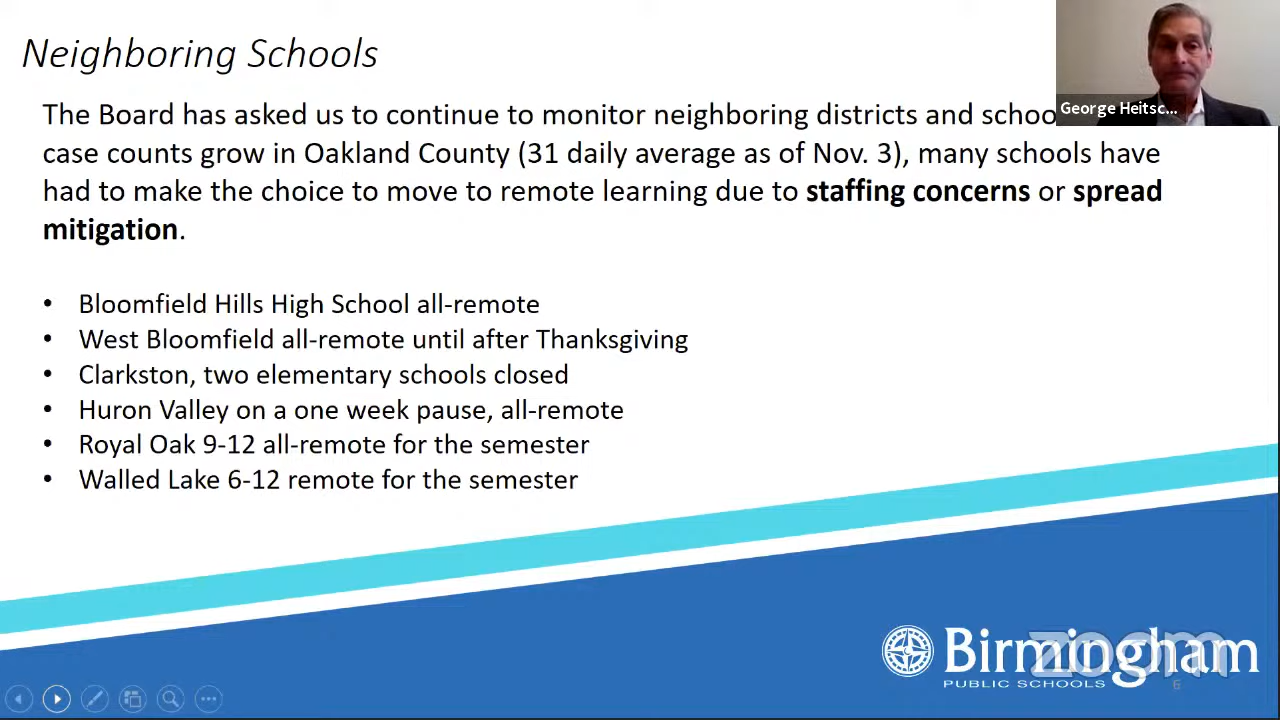 Neighboring Schools
George Heitsc...
The Board has asked us to continue to monitor neighboring districts and schoo
case counts grow in Oakland County (31 daily average as of Nov. 3), many schools have
had to make the choice to move to remote learning due to staffing concerns or spread
mitigation.
• Bloomfield Hills High School all-remote
• West Bloomfield all-remote until after Thanksgiving
• Clarkston, two elementary schools closed
• Huron Valley on a one week pause, all-remote
• Royal Oak 9-12 all-remote for the semester
• Walled Lake 6-12 remote for the semester
Birmingham
zoom
PUBLIC SCHOOLS
6